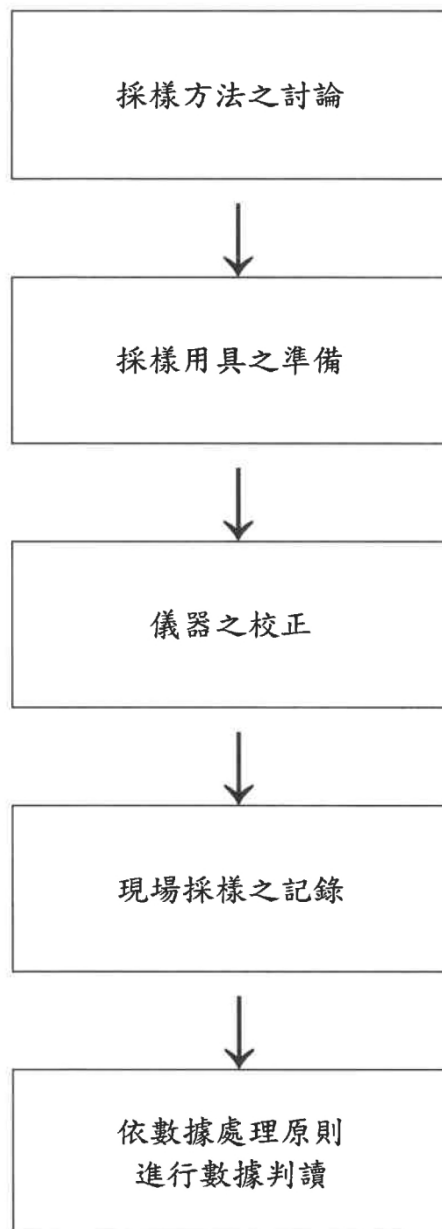 採樣方法之討論
採樣用具之準備
儀器之校正
現場採樣之記錄
依數據處理原則
進行數據判讀